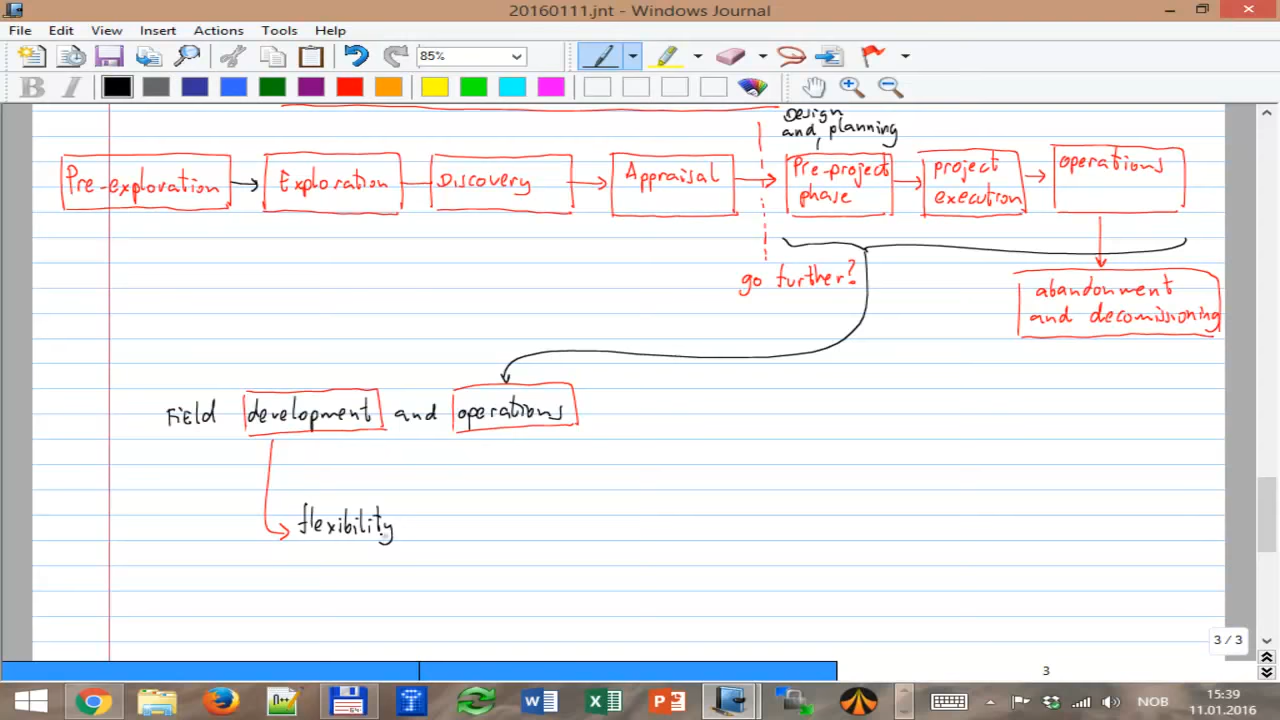 20160111.jnt - Windows Journal
File Edit View Insert Actions Tools Help
85%
B I
Design
and planning
Pre-exploration
Exploration
Discovery
Appraisal
Pre-project
phase
project
execution
operations
go further?
abandonment
and decomissioning
Field development and operations
flexibility
3 / 3
3
NOB
15:39
11.01.2016